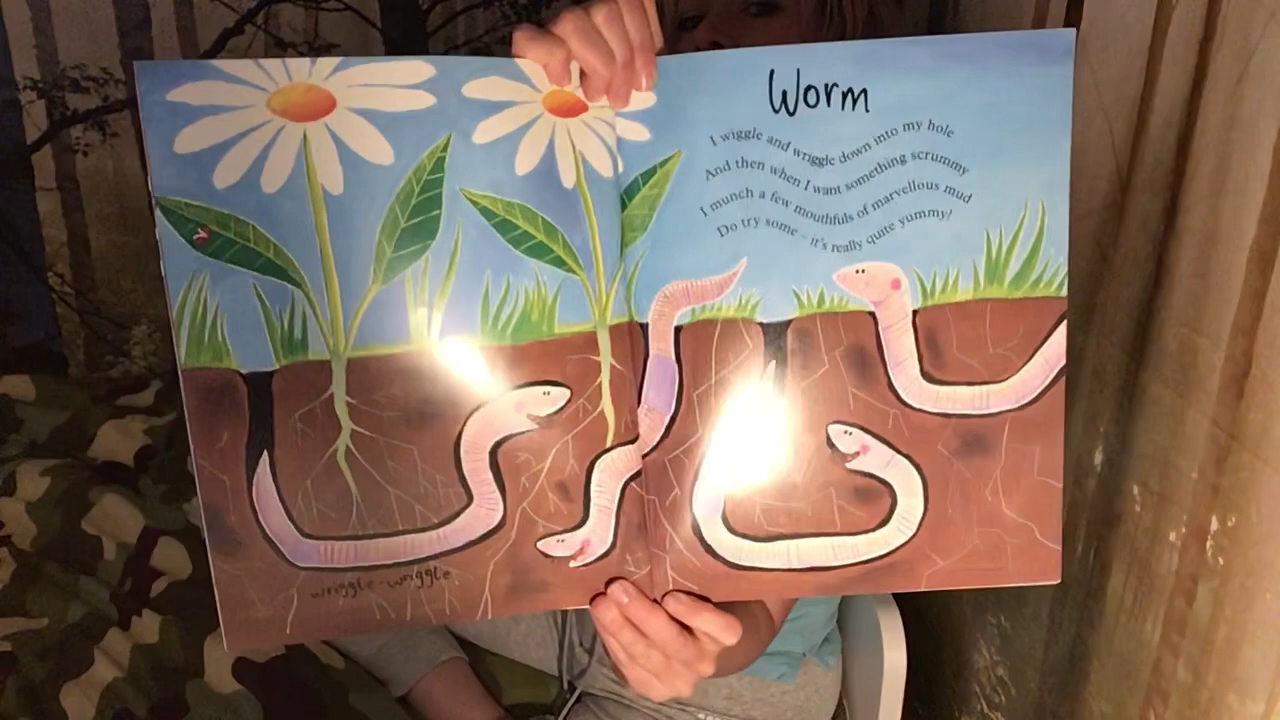 Worm
I wiggle and wriggle down into my hole
And then when I want something scrummy
I munch a few mouthfuls of marvellous mud
Do try some – it's really quite yummy!
wriggle-wriggle